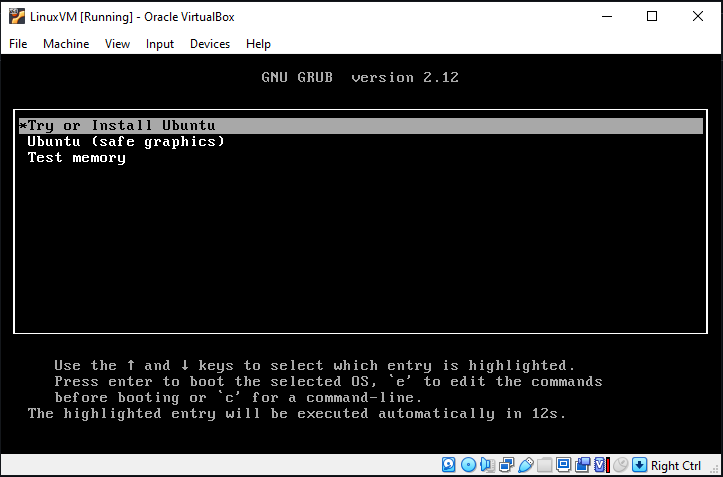 LinuxVM [Running] - Oracle VirtualBox
File Machine View Input Devices Help
GNU GRUB version 2.12
*Try or Install Ubuntu
Ubuntu (safe graphics)
Test memory
Use the ↑ and ↓ keys to select which entry is highlighted.
Press enter to boot the selected OS, `e' to edit the commands
before booting or `c' for a command-line.
The highlighted entry will be executed automatically in 12s.
Right Ctrl